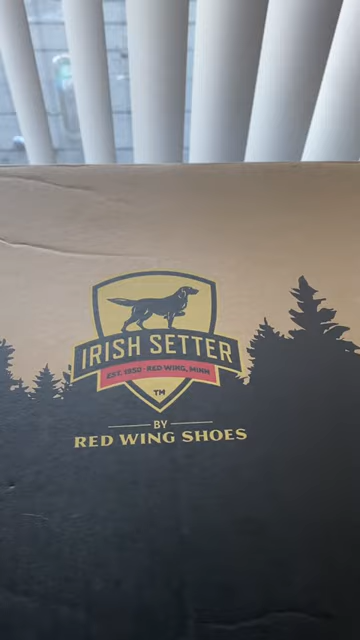 IRISH SETTER
EST. 1950 - RED WING, MINN
TM
BY
RED WING SHOES